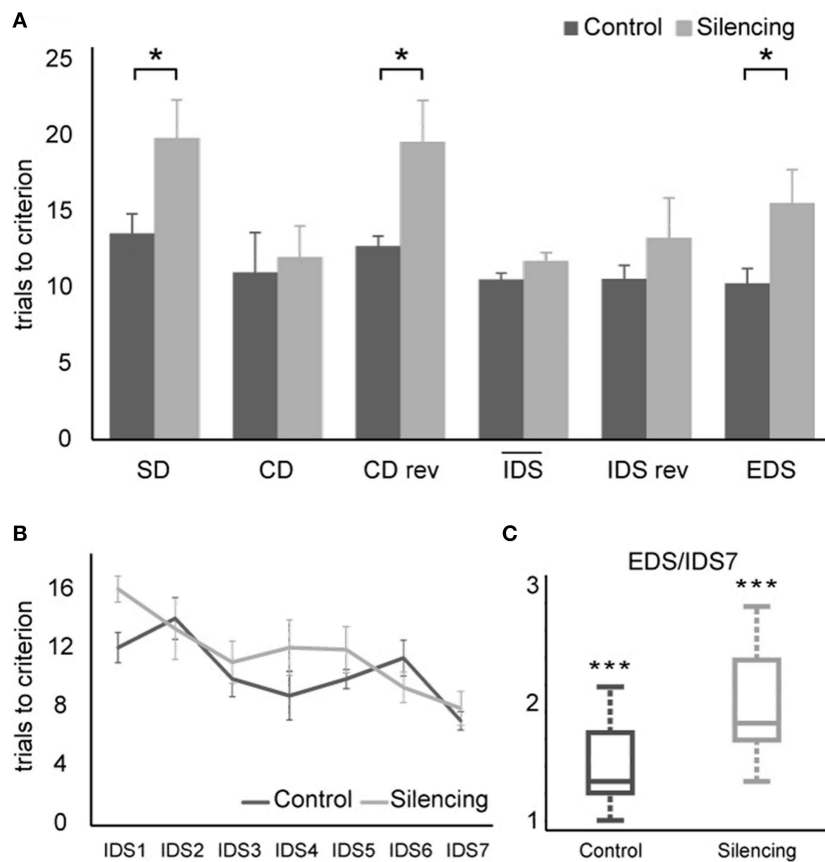 A
Control Silencing
trials to criterion
25
20
15
10
5
0
* * *
SD CD CD rev IDS IDS rev EDS
B
trials to criterion
16
12
8
4
0
Control Silencing
IDS1 IDS2 IDS3 IDS4 IDS5 IDS6 IDS7
C
EDS/IDS7
3
2
1
***
***
Control Silencing